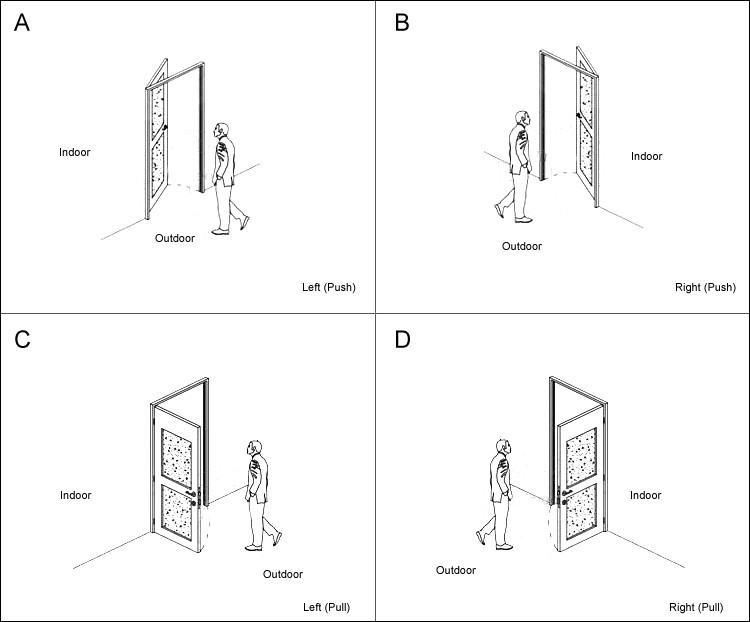 A
Indoor
Outdoor
Left (Push)
B
Indoor
Outdoor
Right (Push)
C
Indoor
Outdoor
Left (Pull)
D
Indoor
Outdoor
Right (Pull)